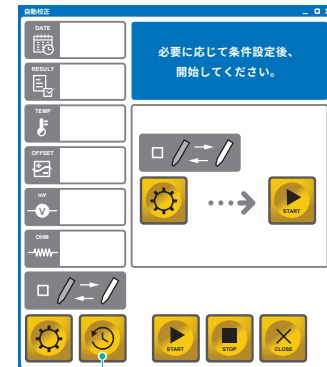 自動校正
DATE
RESULT
TEMP
OFFSET
mV
V
OHM
必要に応じて条件設定後、
開始してください。
START
START
STOP
CLOSE